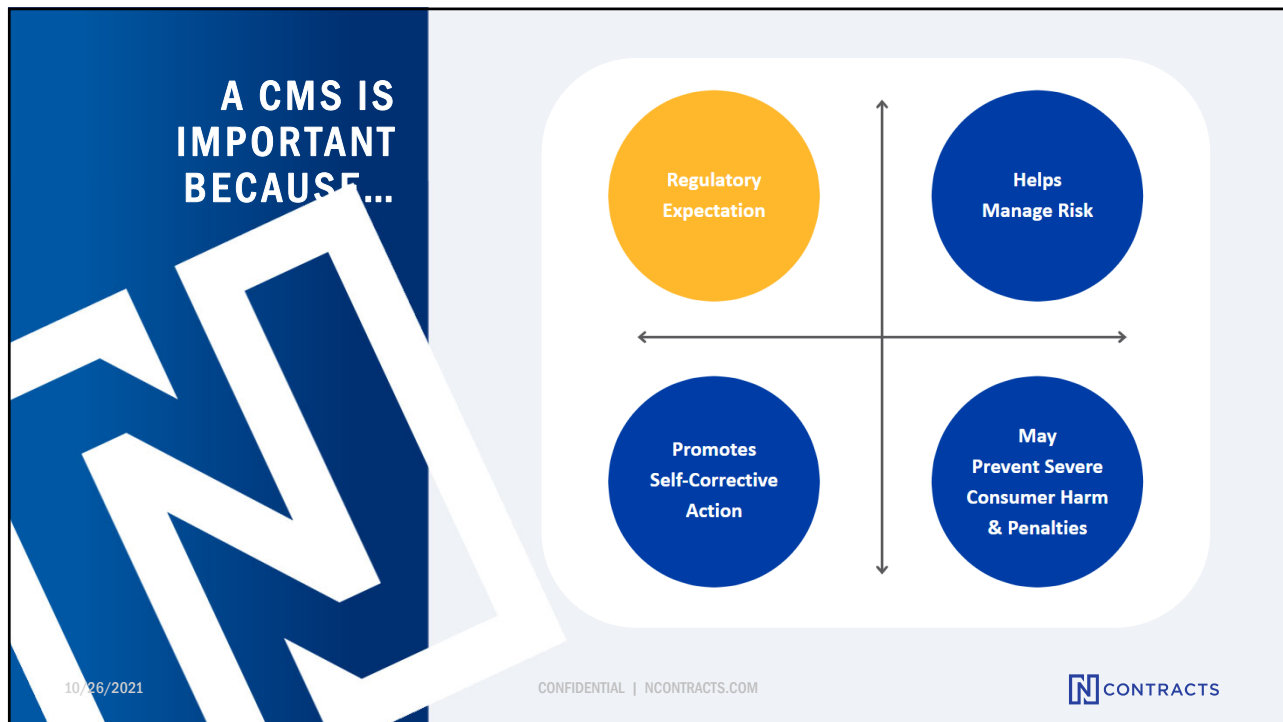 A CMS IS
IMPORTANT
BECAUSE...
Regulatory
Expectation
Helps
Manage Risk
Promotes
Self-Corrective
Action
May
Prevent Severe
Consumer Harm
& Penalties
10/26/2021
CONFIDENTIAL | NCONTRACTS.COM
N CONTRACTS